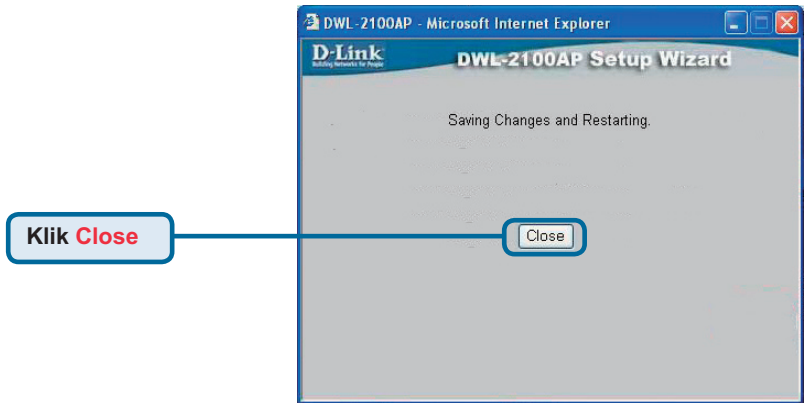 DWL-2100AP - Microsoft Internet Explorer
D-Link
Building Networks for People
DWL-2100AP Setup Wizard
Saving Changes and Restarting.
Klik Close
Close